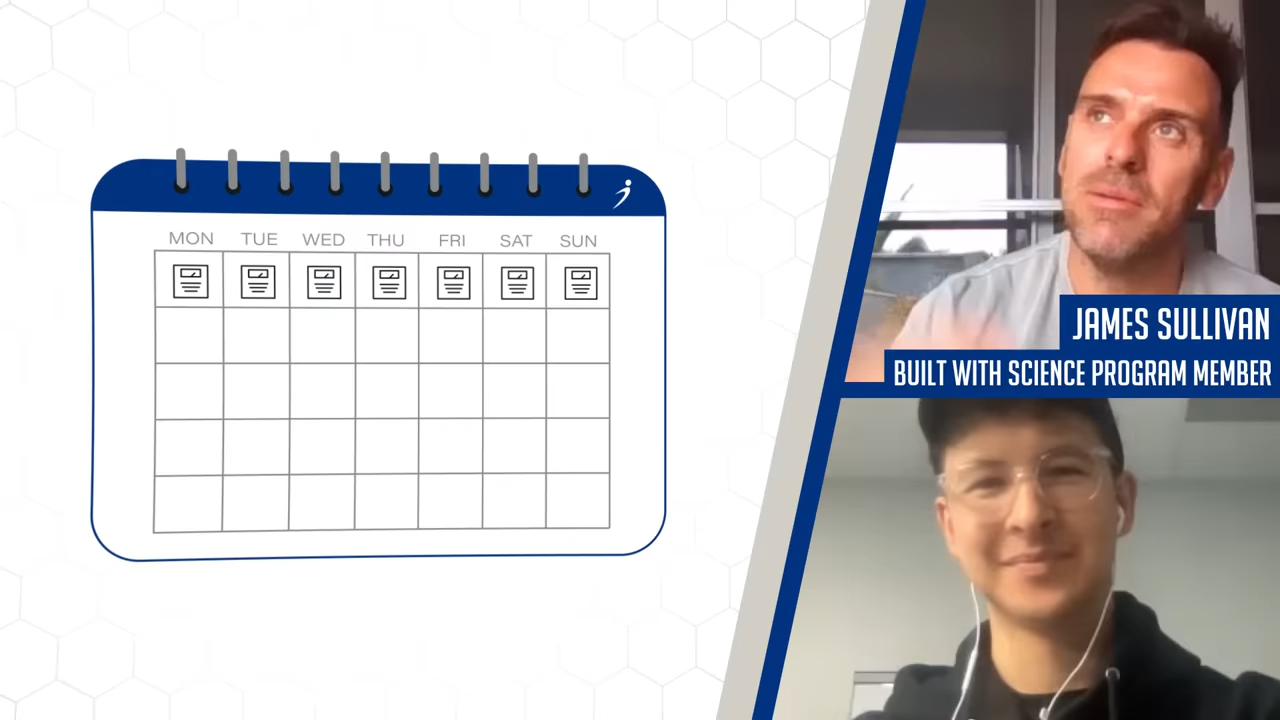 MON TUE WED THU FRI SAT SUN
JAMES SULLIVAN
BUILT WITH SCIENCE PROGRAM MEMBER